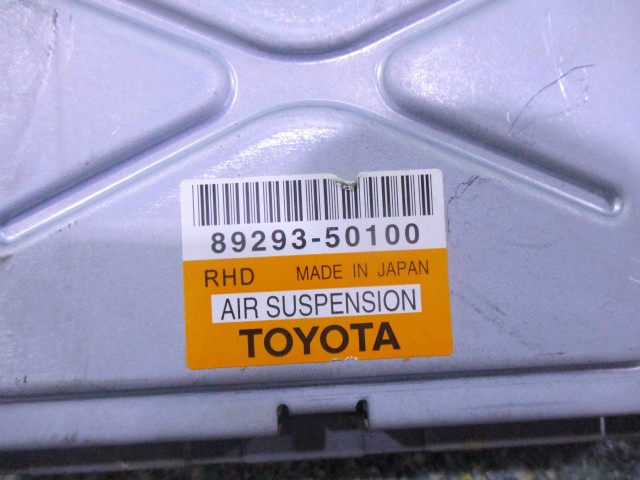 89293-50100
RHD MADE IN JAPAN
AIR SUSPENSION
TOYOTA